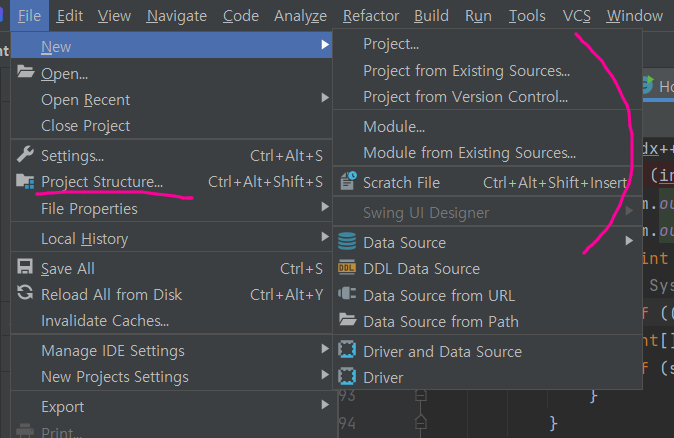 File Edit View Navigate Code Analyze Refactor Build Run Tools VCS Window
New
Open...
Open Recent
Close Project
Settings... Ctrl+Alt+S
Project Structure... Ctrl+Alt+Shift+S
File Properties
Local History
Save All Ctrl+S
Reload All from Disk Ctrl+Alt+Y
Invalidate Caches...
Manage IDE Settings
New Projects Settings
Export
Print...
Project...
Project from Existing Sources...
Project from Version Control...
Module...
Module from Existing Sources...
Scratch File Ctrl+Alt+Shift+Insert
Swing UI Designer
Data Source
DDL Data Source
DDL
Data Source from URL
Data Source from Path
Driver and Data Source
Driver
Ho
dx++
(in
m.ou
m.ou
int
Sys
f ((
nt[]
f (s
93 }
94 }